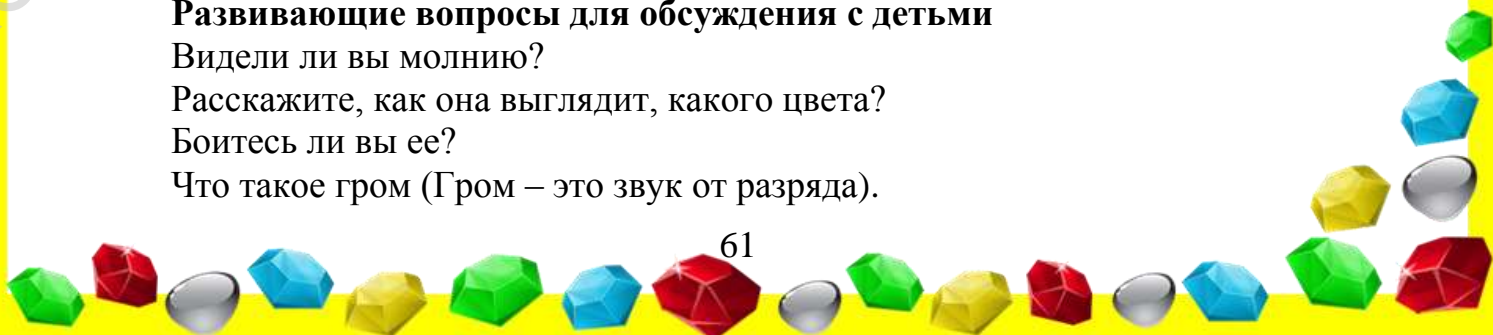 Развивающие вопросы для обсуждения с детьми
Видели ли вы молнию?
Расскажите, как она выглядит, какого цвета?
Боитесь ли вы ее?
Что такое гром (Гром – это звук от разряда).
61